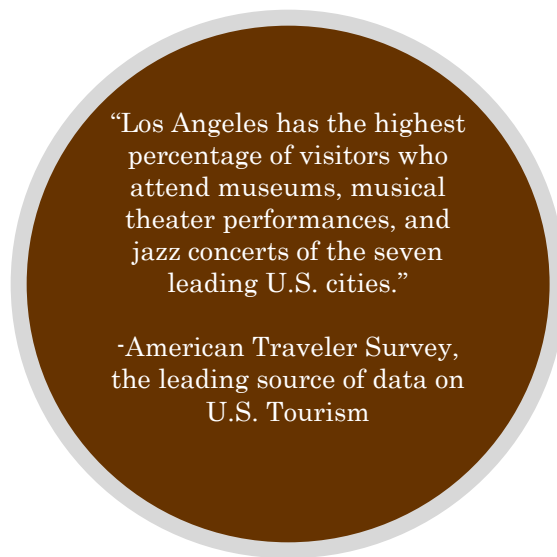 “Los Angeles has the highest
percentage of visitors who
attend museums, musical
theater performances, and
jazz concerts of the seven
leading U.S. cities.”
-American Traveler Survey,
the leading source of data on
U.S. Tourism